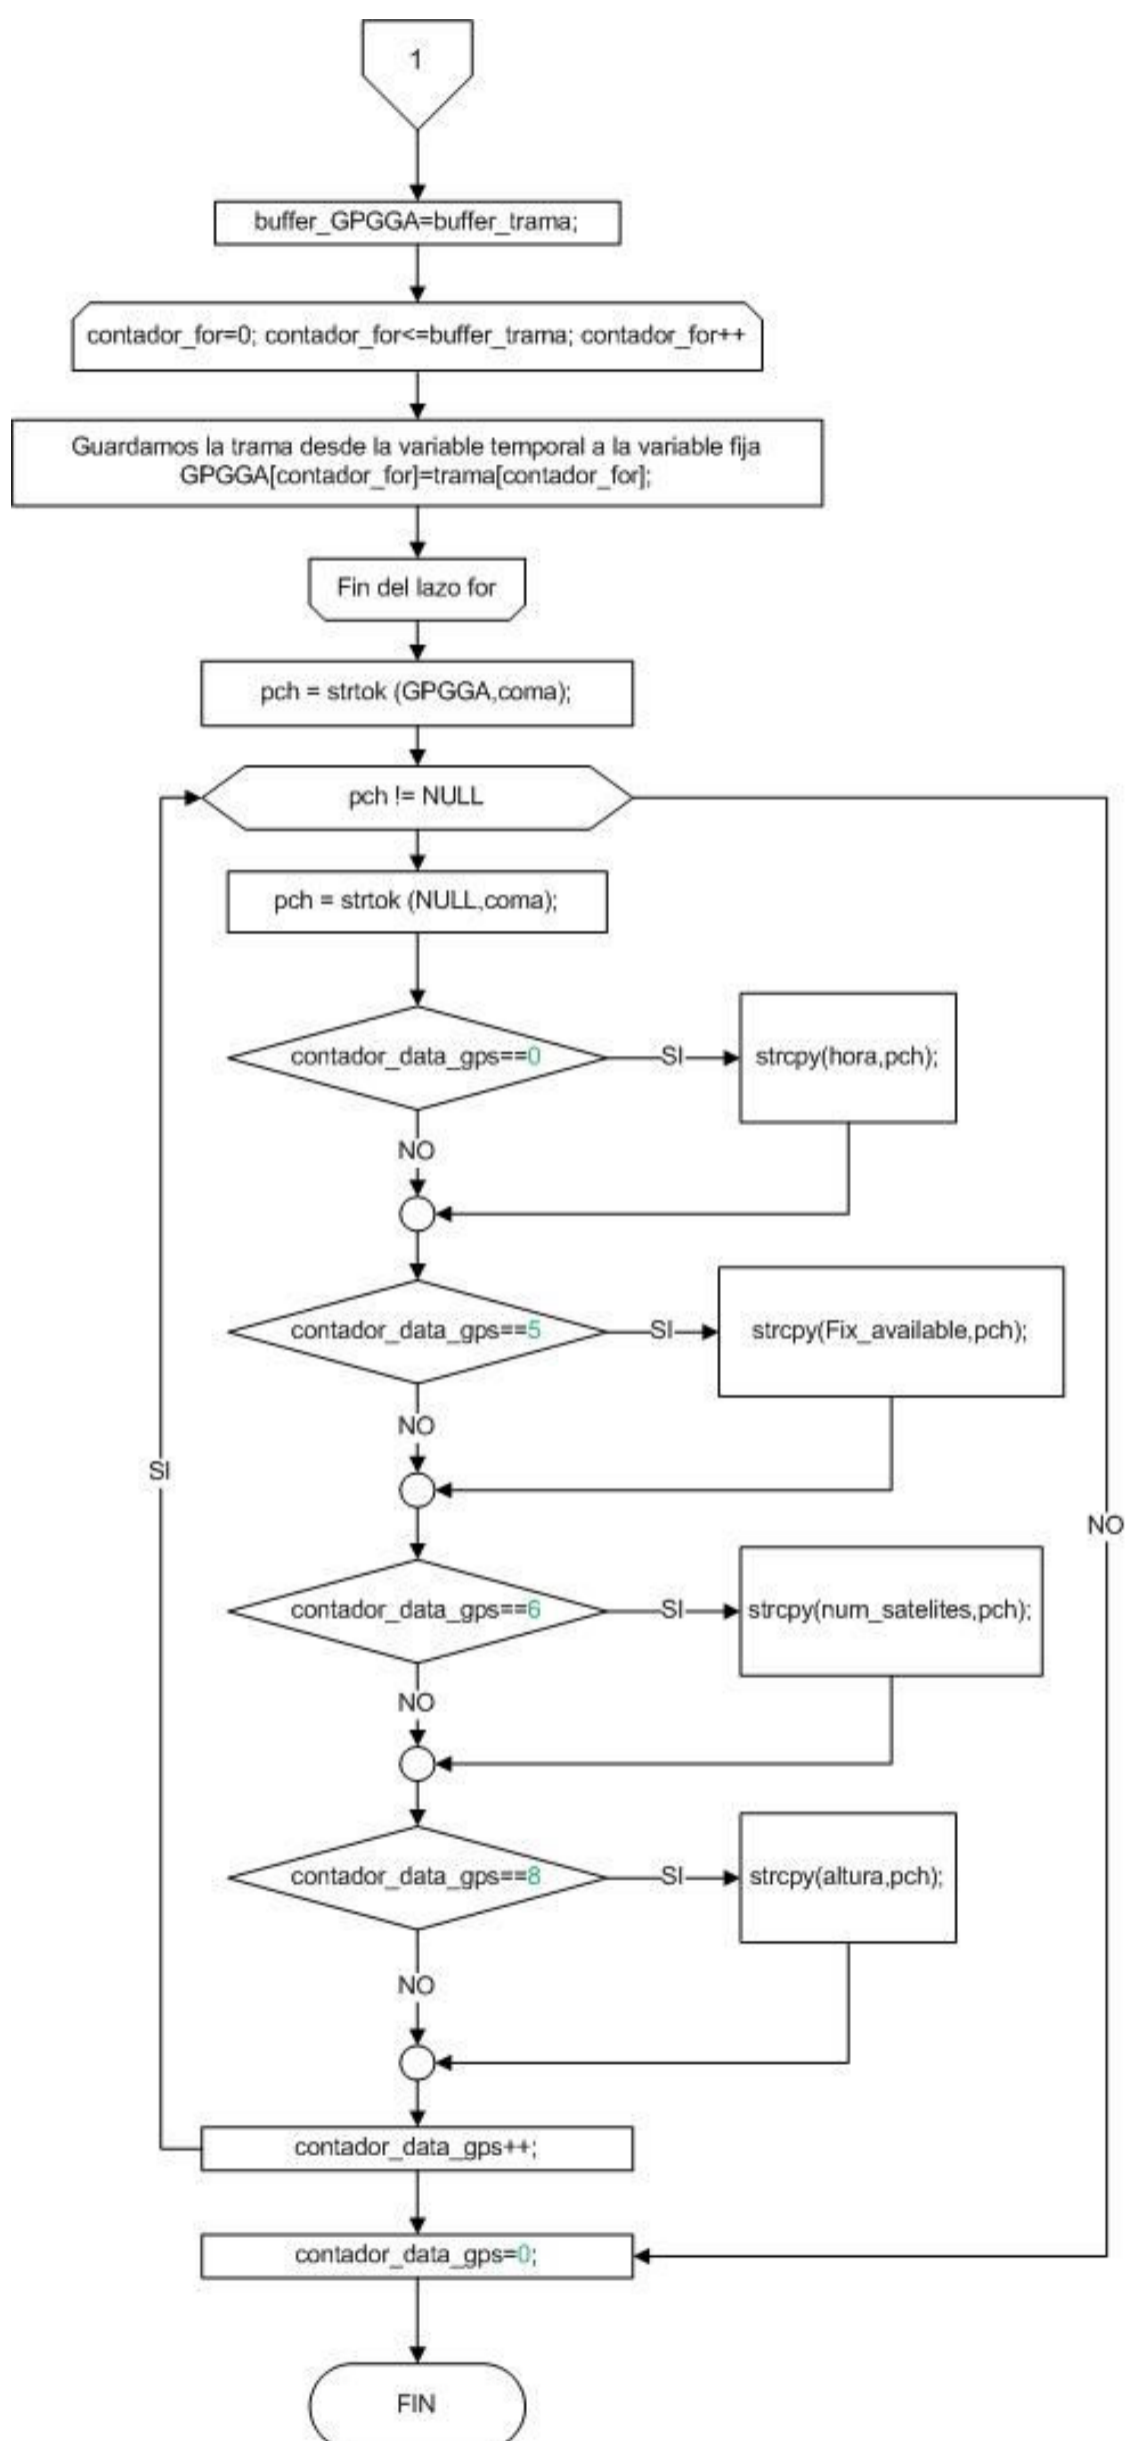 1
buffer_GPGGA=buffer_trama;
contador_for=0; contador_for<=buffer_trama; contador_for++
Guardamos la trama desde la variable temporal a la variable fija
GPGGA[contador_for]=trama[contador_for];
Fin del lazo for
pch = strtok (GPGGA,coma);
pch != NULL
pch = strtok (NULL,coma);
contador_data_gps==0
SI
strcpy(hora,pch);
NO
contador_data_gps==5
SI
strcpy(Fix_available,pch);
NO
SI
NO
contador_data_gps==6
SI
strcpy(num_satelites,pch);
NO
contador_data_gps==8
SI
strcpy(altura,pch);
NO
contador_data_gps++;
contador_data_gps=0;
FIN